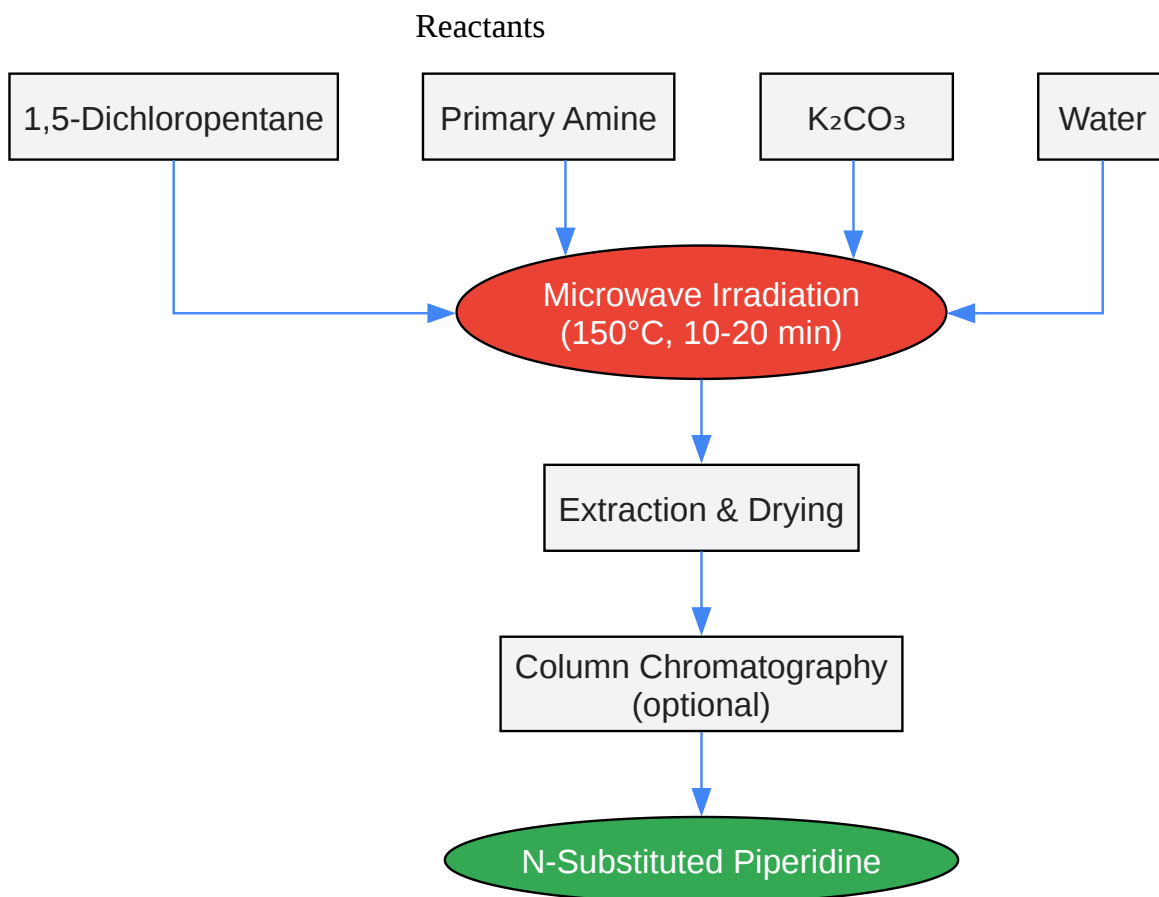 Reactants
1,5-Dichloropentane
Primary Amine
K₂CO₃
Water
Microwave Irradiation
(150°C, 10-20 min)
Extraction & Drying
Column Chromatography
(optional)
N-Substituted Piperidine